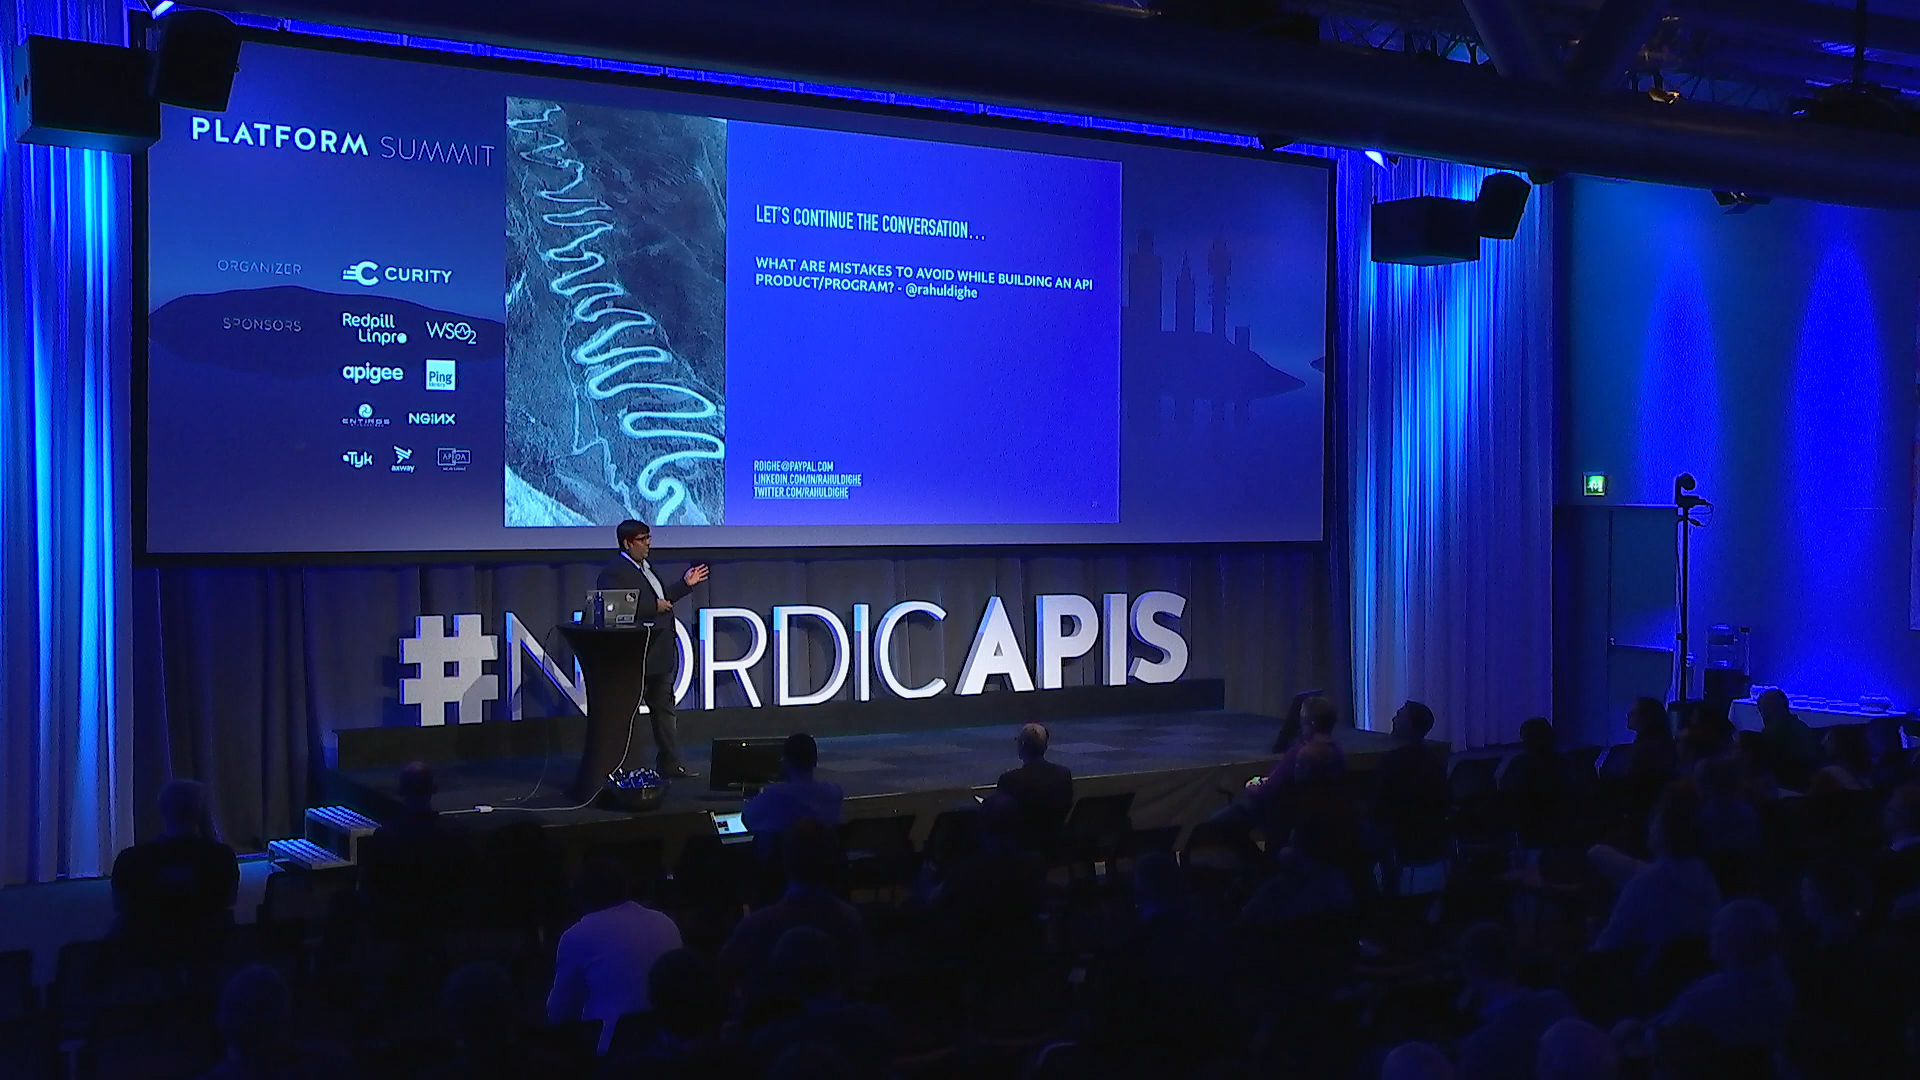 PLATFORM SUMMIT
ORGANIZER
CURITY
SPONSORS
Redpill
Linpro
WSO2
apigee
Ping
ENTIROS
NGINX
Tyk
axway
LET'S CONTINUE THE CONVERSATION...
WHAT ARE MISTAKES TO AVOID WHILE BUILDING AN API
PRODUCT/PROGRAM? - @rahuldighe
RDIGHE@PAYPAL.COM
LINKEDIN.COM/IN/RAHULDIGHE
TWITTER.COM/RAHULDIGHE
#NORDICAPIS